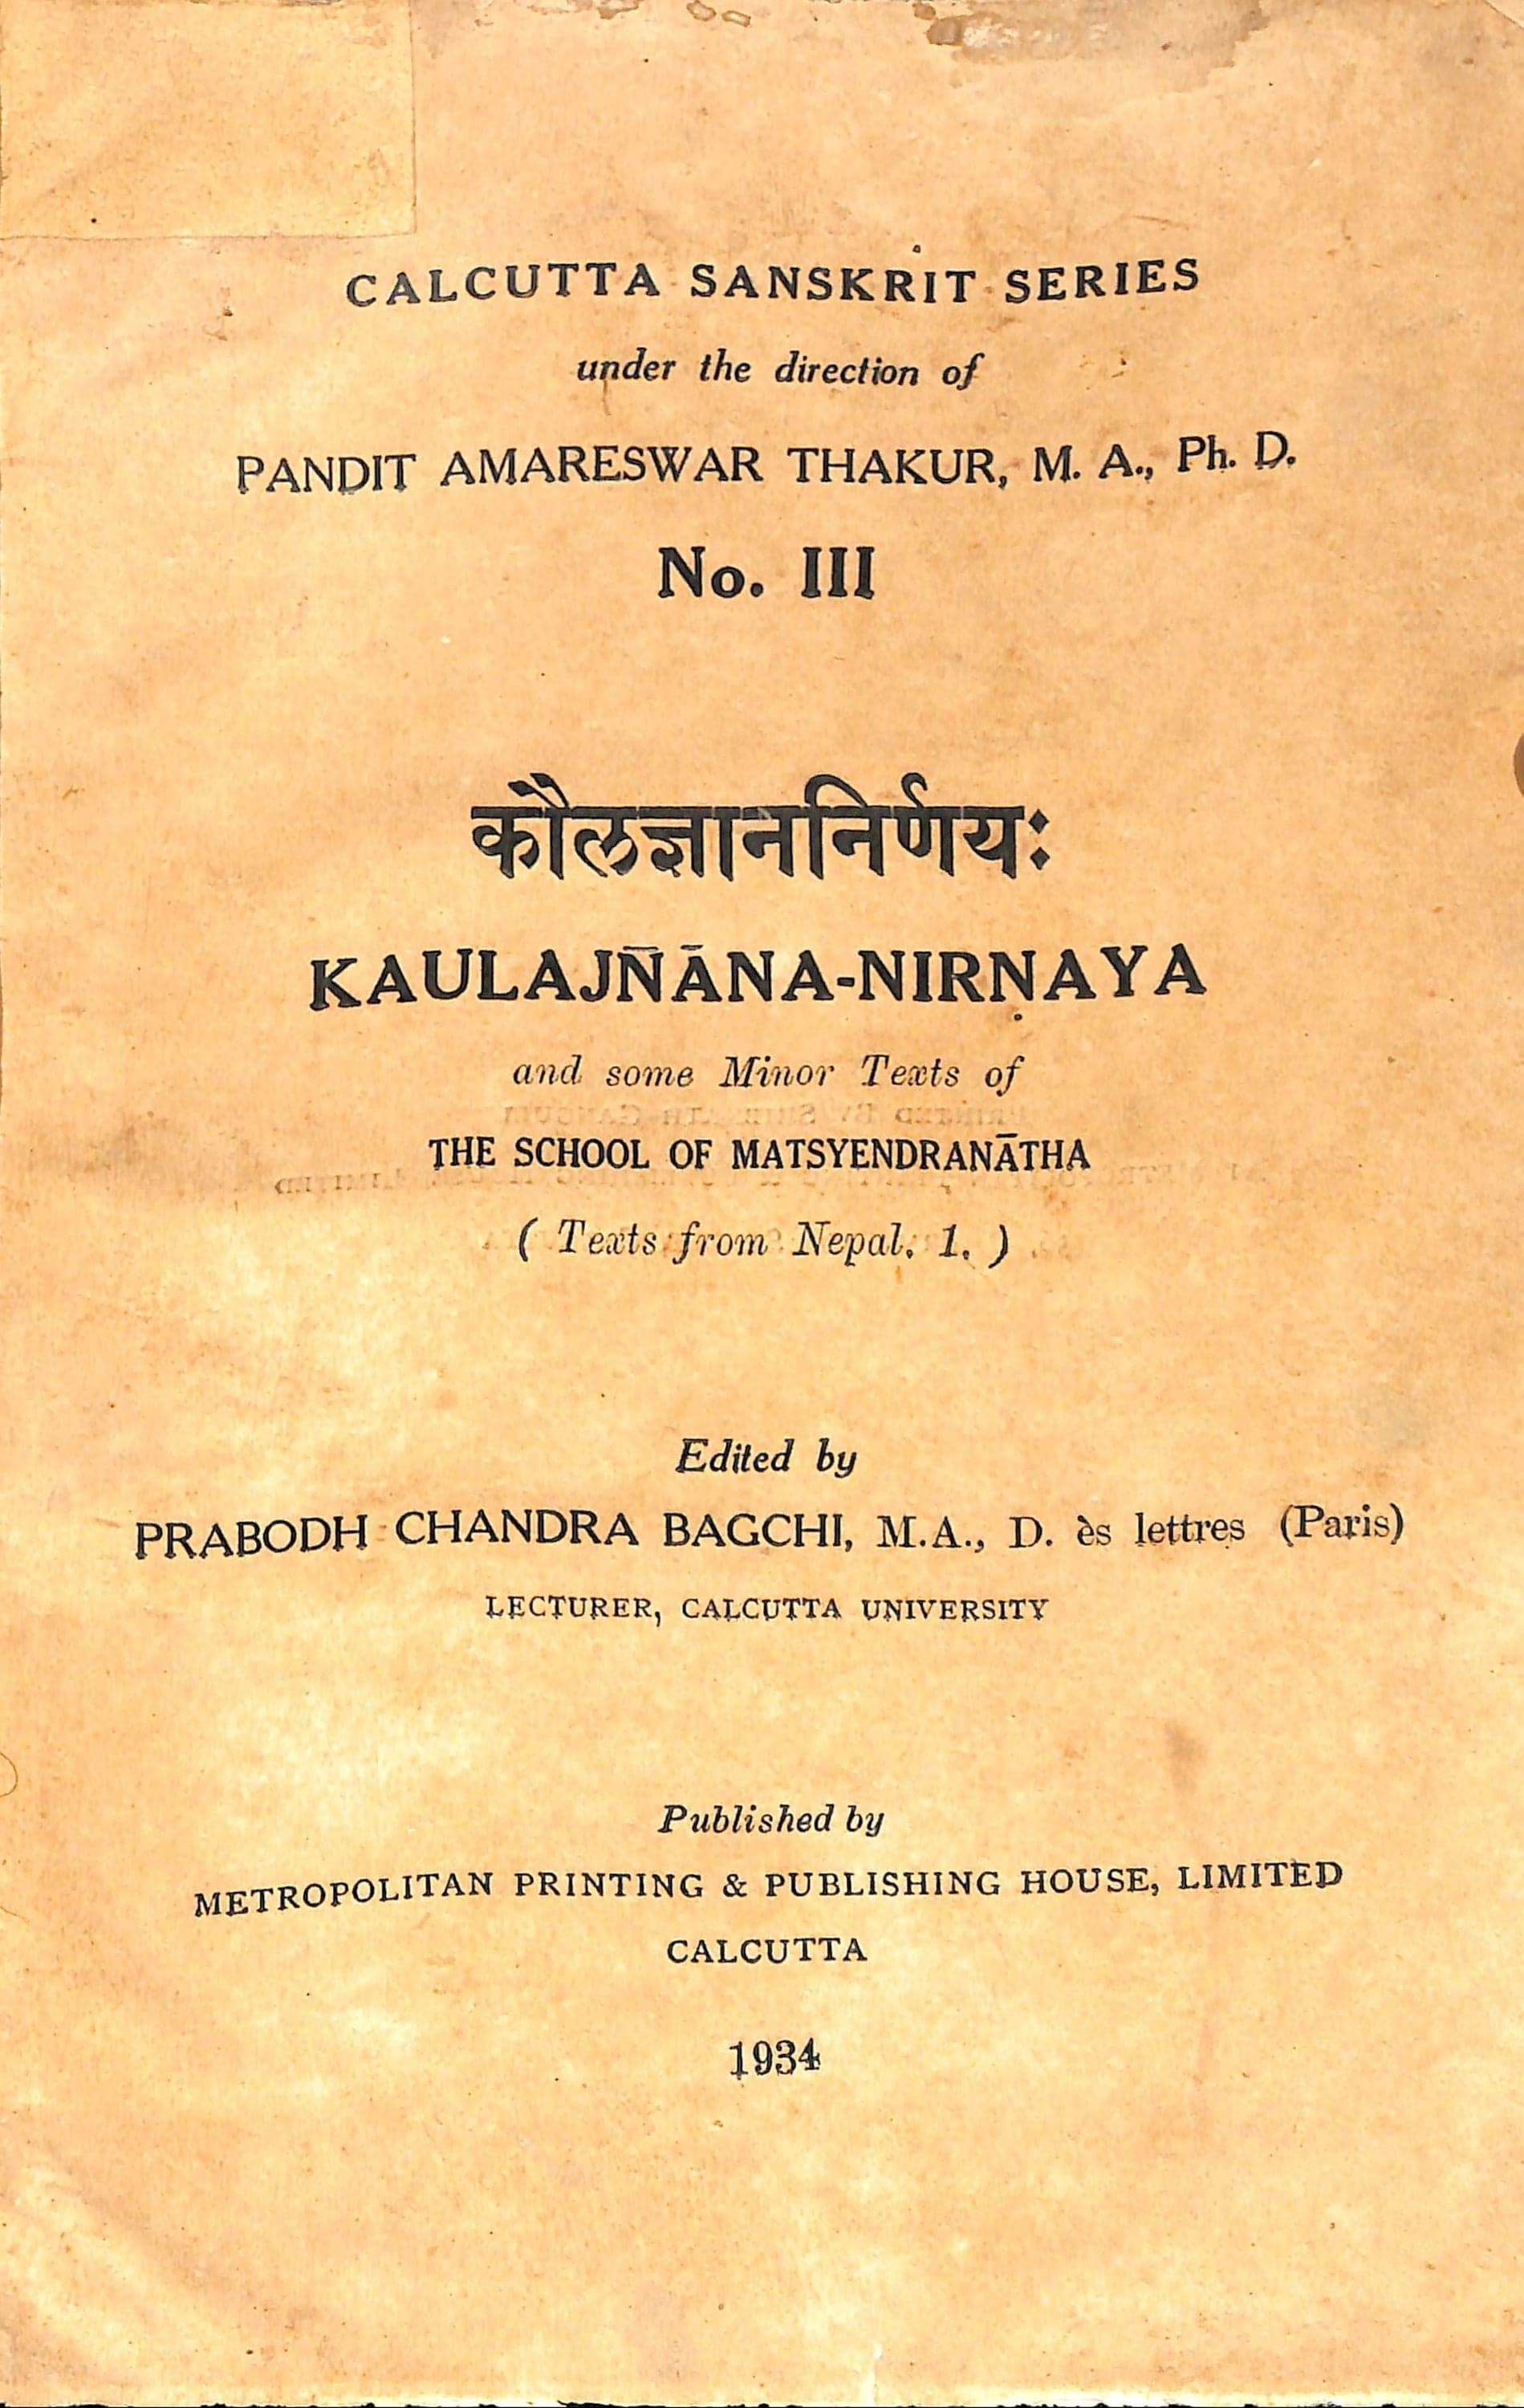 CALCUTTA SANSKRIT SERIES
under the direction of
PANDIT AMARESWAR THAKUR, M. A., Ph. D.
No. III
कौलज्ञाननिर्णयः
KAULAJÑĀNA-NIRṆAYA
and some Minor Texts of
THE SCHOOL OF MATSYENDRANĀTHA
( Texts from Nepal. 1. )
Edited by
PRABODH CHANDRA BAGCHI, M.A., D. ès lettres (Paris)
LECTURER, CALCUTTA UNIVERSITY
Published by
METROPOLITAN PRINTING & PUBLISHING HOUSE, LIMITED
CALCUTTA
1934